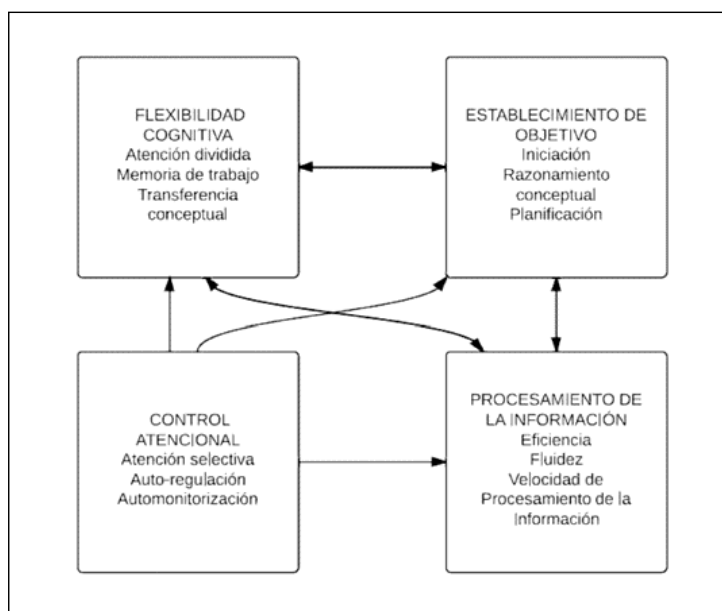 FLEXIBILIDAD
COGNITIVA
Atención dividida
Memoria de trabajo
Transferencia
conceptual
ESTABLECIMIENTO DE
OBJETIVO
Iniciación
Razonamiento
conceptual
Planificación
CONTROL
ATENCIONAL
Atención selectiva
Auto-regulación
Automonitorización
PROCESAMIENTO DE
LA INFORMACIÓN
Eficiencia
Fluidez
Velocidad de
Procesamiento de la
Información